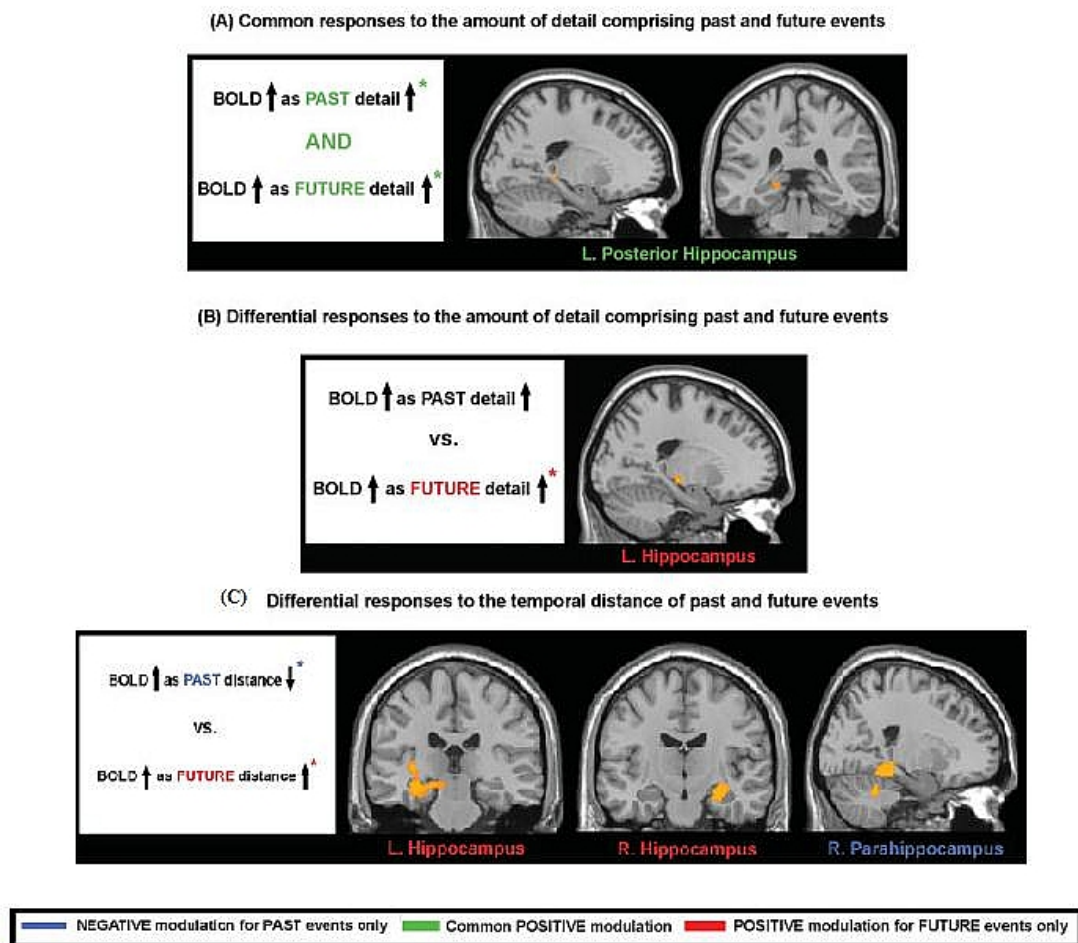 (A) Common responses to the amount of detail comprising past and future events
BOLD ↑ as PAST detail ↑*
AND
BOLD ↑ as FUTURE detail ↑*
L. Posterior Hippocampus
(B) Differential responses to the amount of detail comprising past and future events
BOLD ↑ as PAST detail ↑
vs.
BOLD ↑ as FUTURE detail ↑*
L. Hippocampus
(C) Differential responses to the temporal distance of past and future events
BOLD ↑ as PAST distance ↓*
vs.
BOLD ↑ as FUTURE distance ↑*
L. Hippocampus
R. Hippocampus
R. Parahippocampus
NEGATIVE modulation for PAST events only
Common POSITIVE modulation
POSITIVE modulation for FUTURE events only